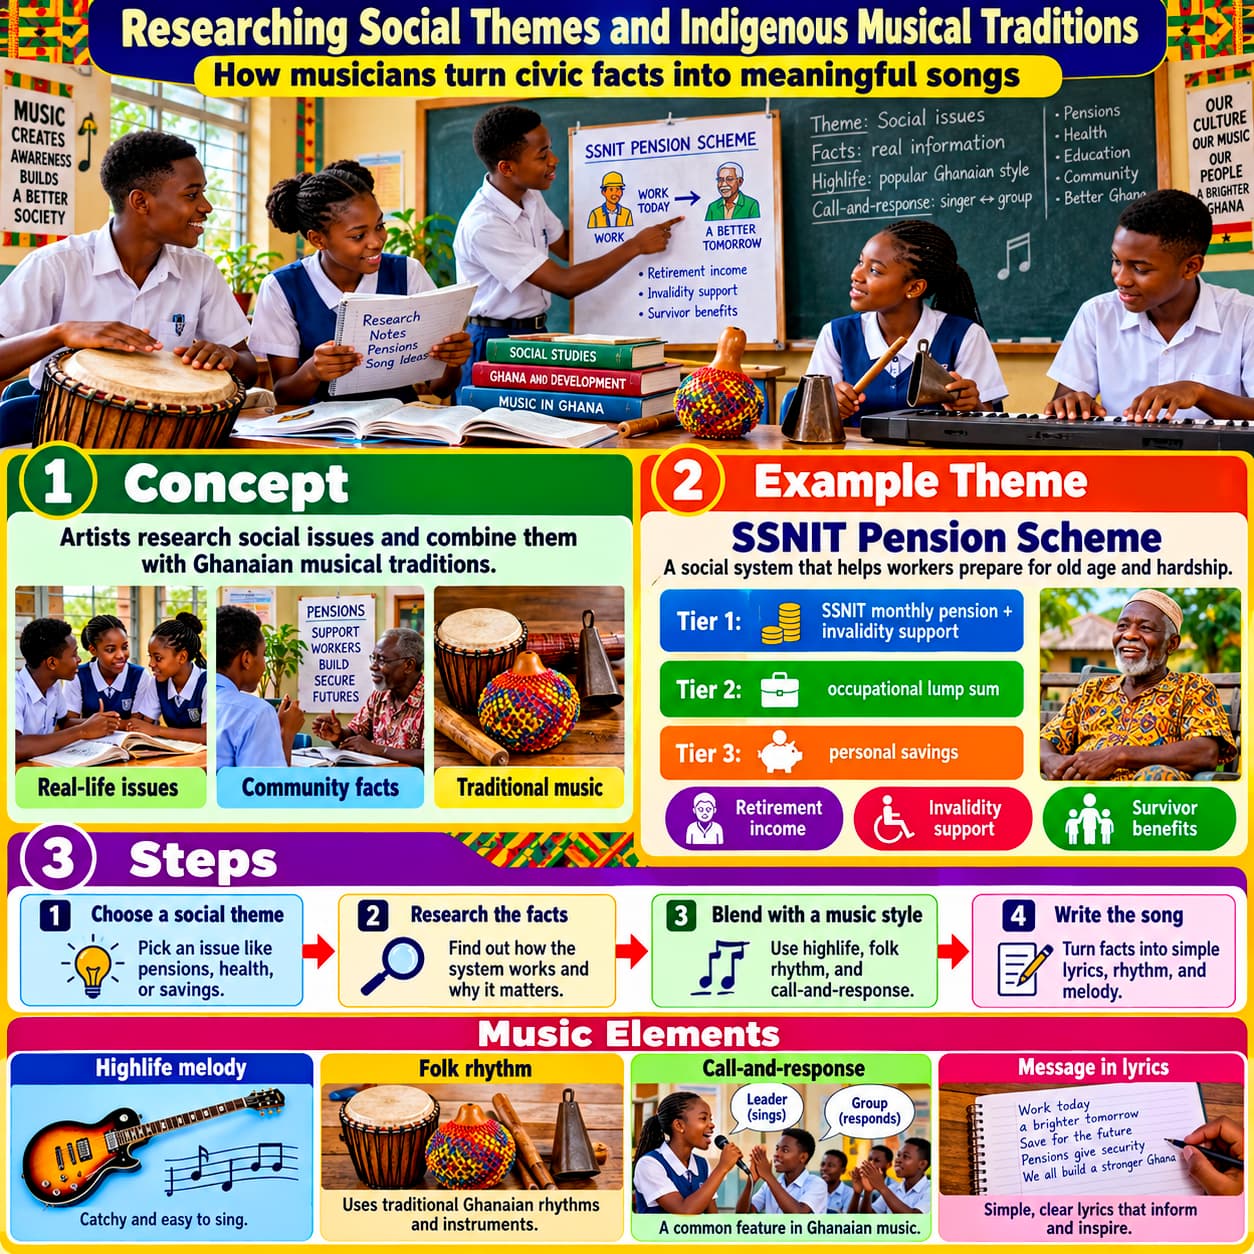 Researching Social Themes and Indigenous Musical Traditions
How musicians turn civic facts into meaningful songs
MUSIC
CREATES
AWARENESS
BUILDS
A BETTER
SOCIETY
SSNIT PENSION SCHEME
WORK
TODAY
WORK
A BETTER
TOMORROW
• Retirement income
• Invalidity support
• Survivor benefits
Theme: Social issues
Facts: real information
Highlife: popular Ghanaian style
Call-and-response: singer ↔ group
• Pensions
• Health
• Education
• Community
• Better Ghana
OUR
CULTURE
OUR MUSIC
OUR
PEOPLE
A BRIGHTER
GHANA
Research
Notes
Pensions
Song Ideas
SOCIAL STUDIES
GHANA AND DEVELOPMENT
MUSIC IN GHANA
1 Concept
Artists research social issues and combine them
with Ghanaian musical traditions.
PENSIONS
SUPPORT
WORKERS
BUILD
SECURE
FUTURES
Real-life issues
Community facts
Traditional music
2 Example Theme
SSNIT Pension Scheme
A social system that helps workers prepare for old age and hardship.
Tier 1: SSNIT monthly pension +
invalidity support
Tier 2: occupational lump sum
Tier 3: personal savings
Retirement
income
Invalidity
support
Survivor
benefits
3 Steps
1 Choose a social theme
Pick an issue like
pensions, health,
or savings.
2 Research the facts
Find out how the
system works and
why it matters.
3 Blend with a music style
Use highlife, folk
rhythm, and
call-and-response.
4 Write the song
Turn facts into simple
lyrics, rhythm, and
melody.
Music Elements
Highlife melody
Catchy and easy to sing.
Folk rhythm
Uses traditional Ghanaian rhythms
and instruments.
Call-and-response
Leader
(sings)
Group
(responds)
A common feature in Ghanaian music.
Message in lyrics
Work today
a brighter tomorrow
Save for the future
Pensions give security
We all build a stronger Ghana
Simple, clear lyrics that inform
and inspire.